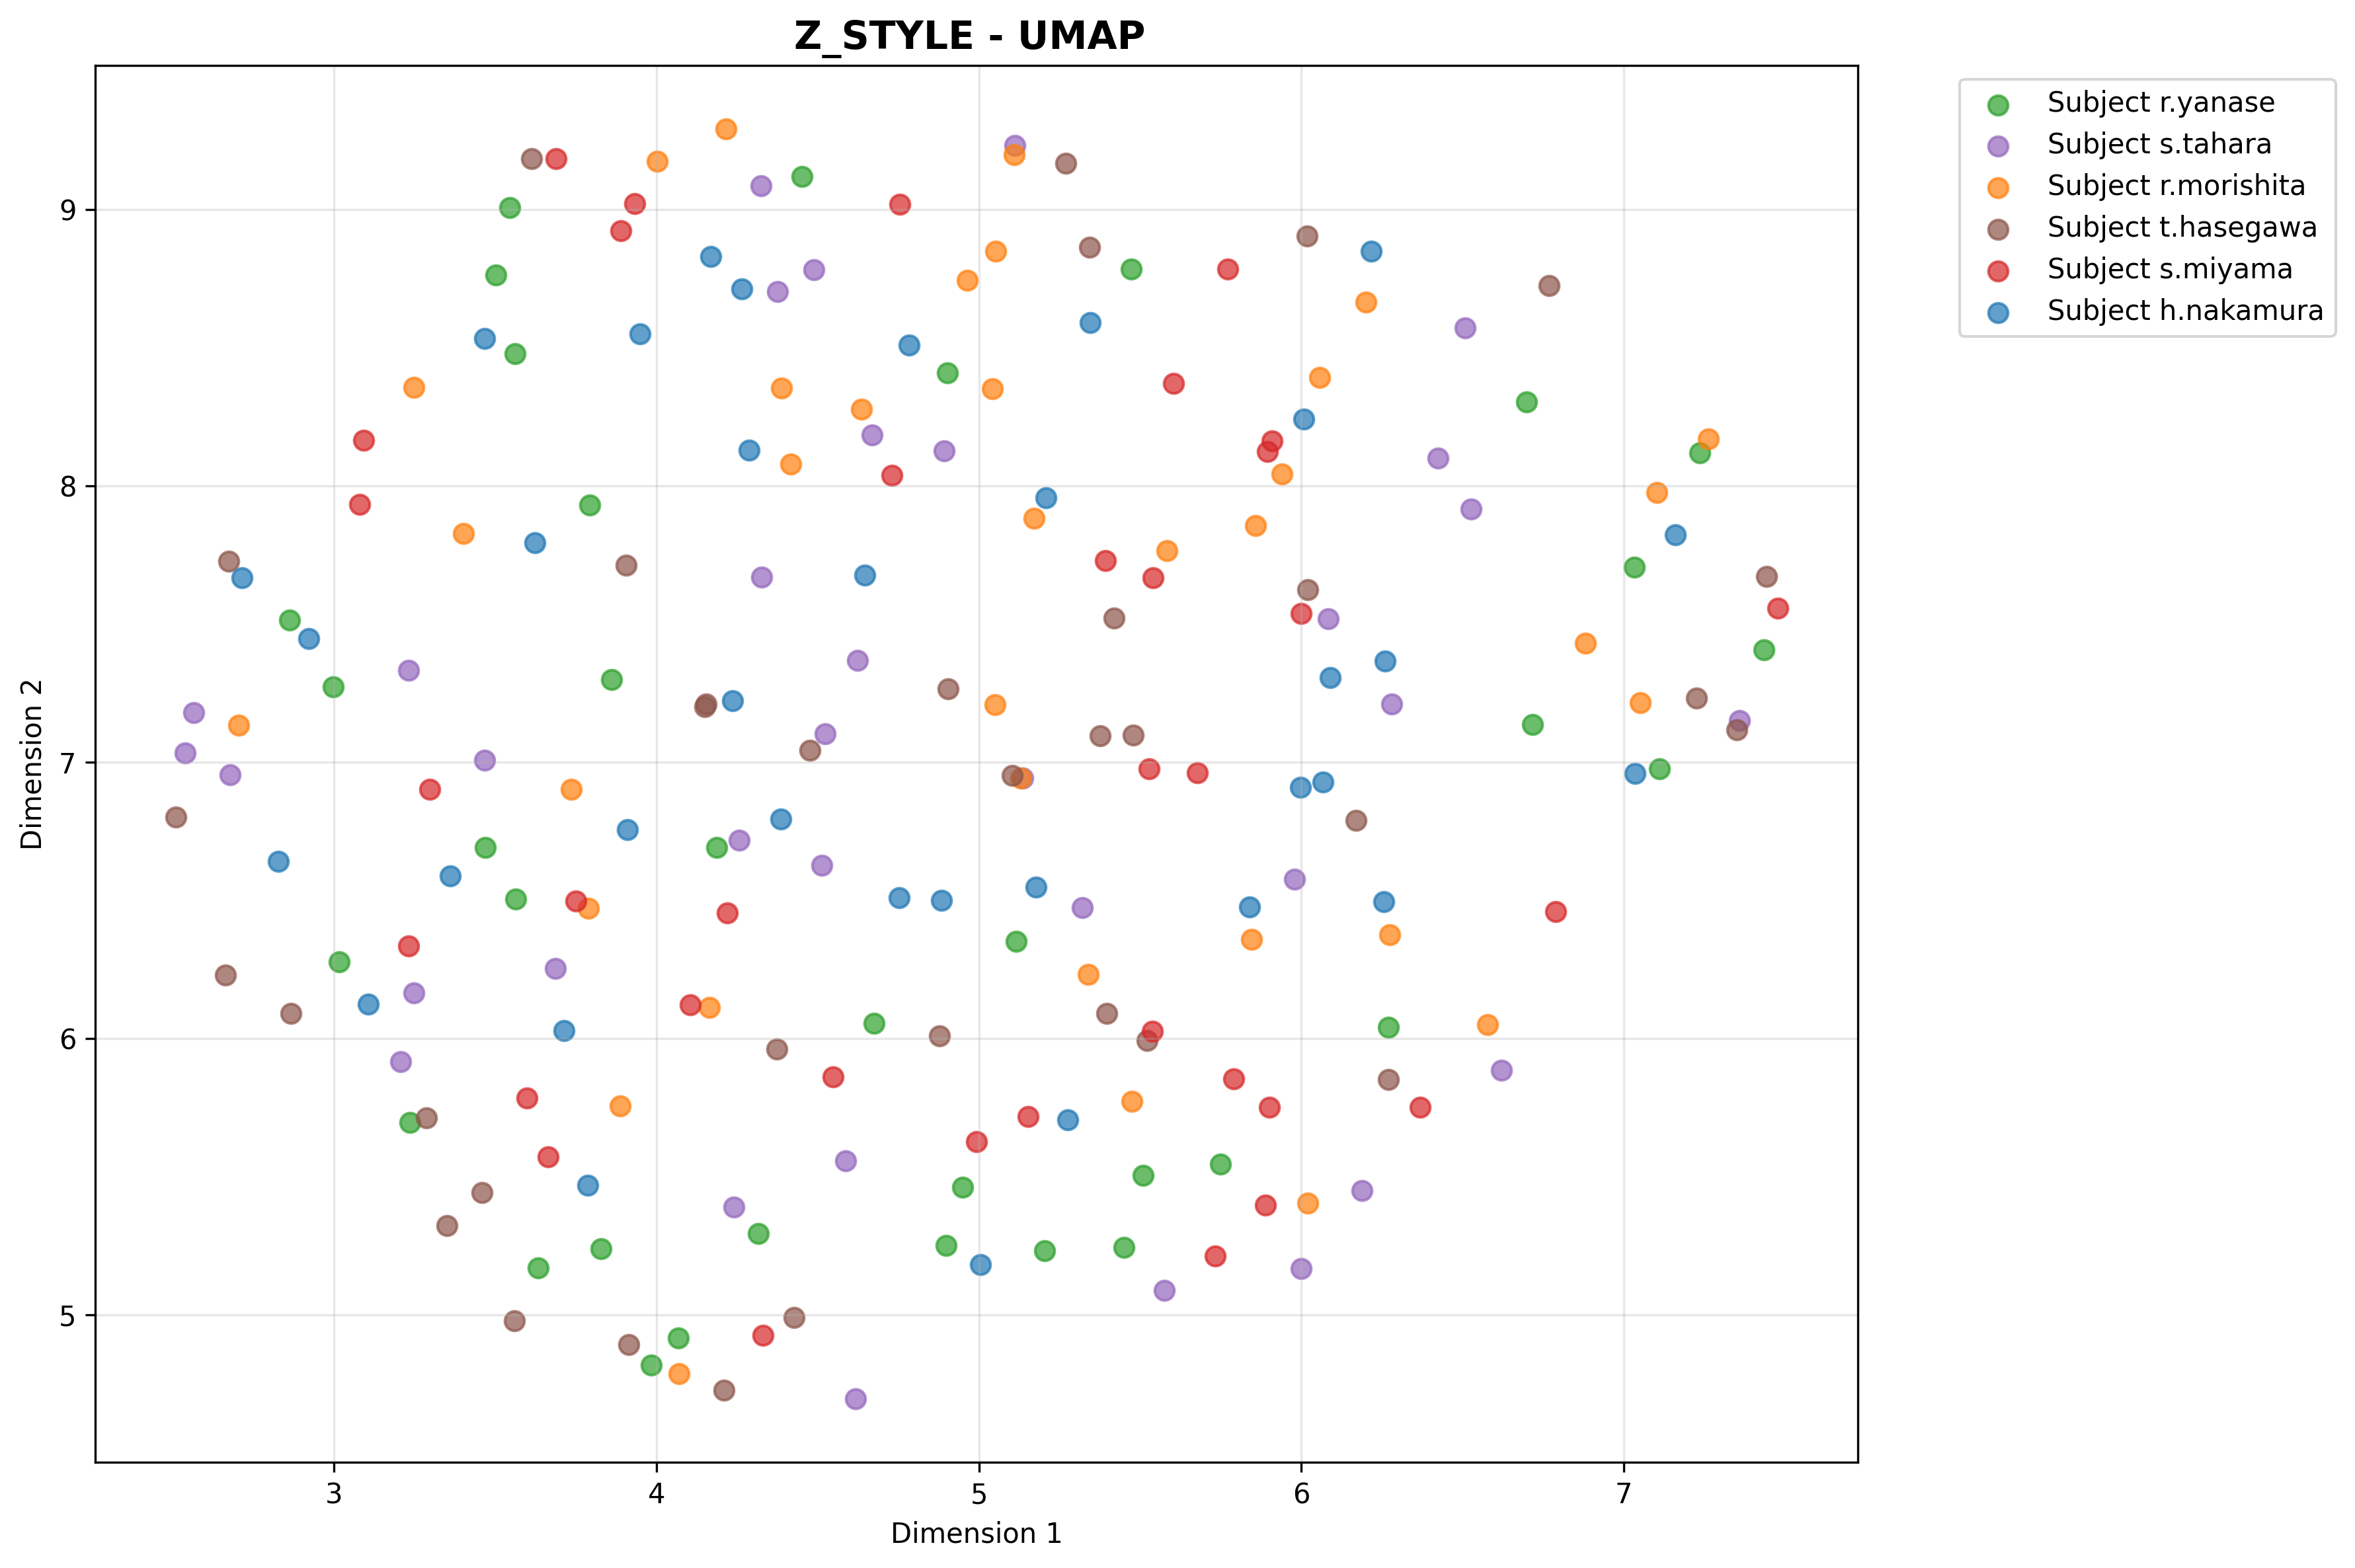 Z_STYLE - UMAP
Subject r.yanase
Subject s.tahara
Subject r.morishita
Subject t.hasegawa
Subject s.miyama
Subject h.nakamura
Dimension 2
9
8
7
6
5
3 4 5 6 7
Dimension 1